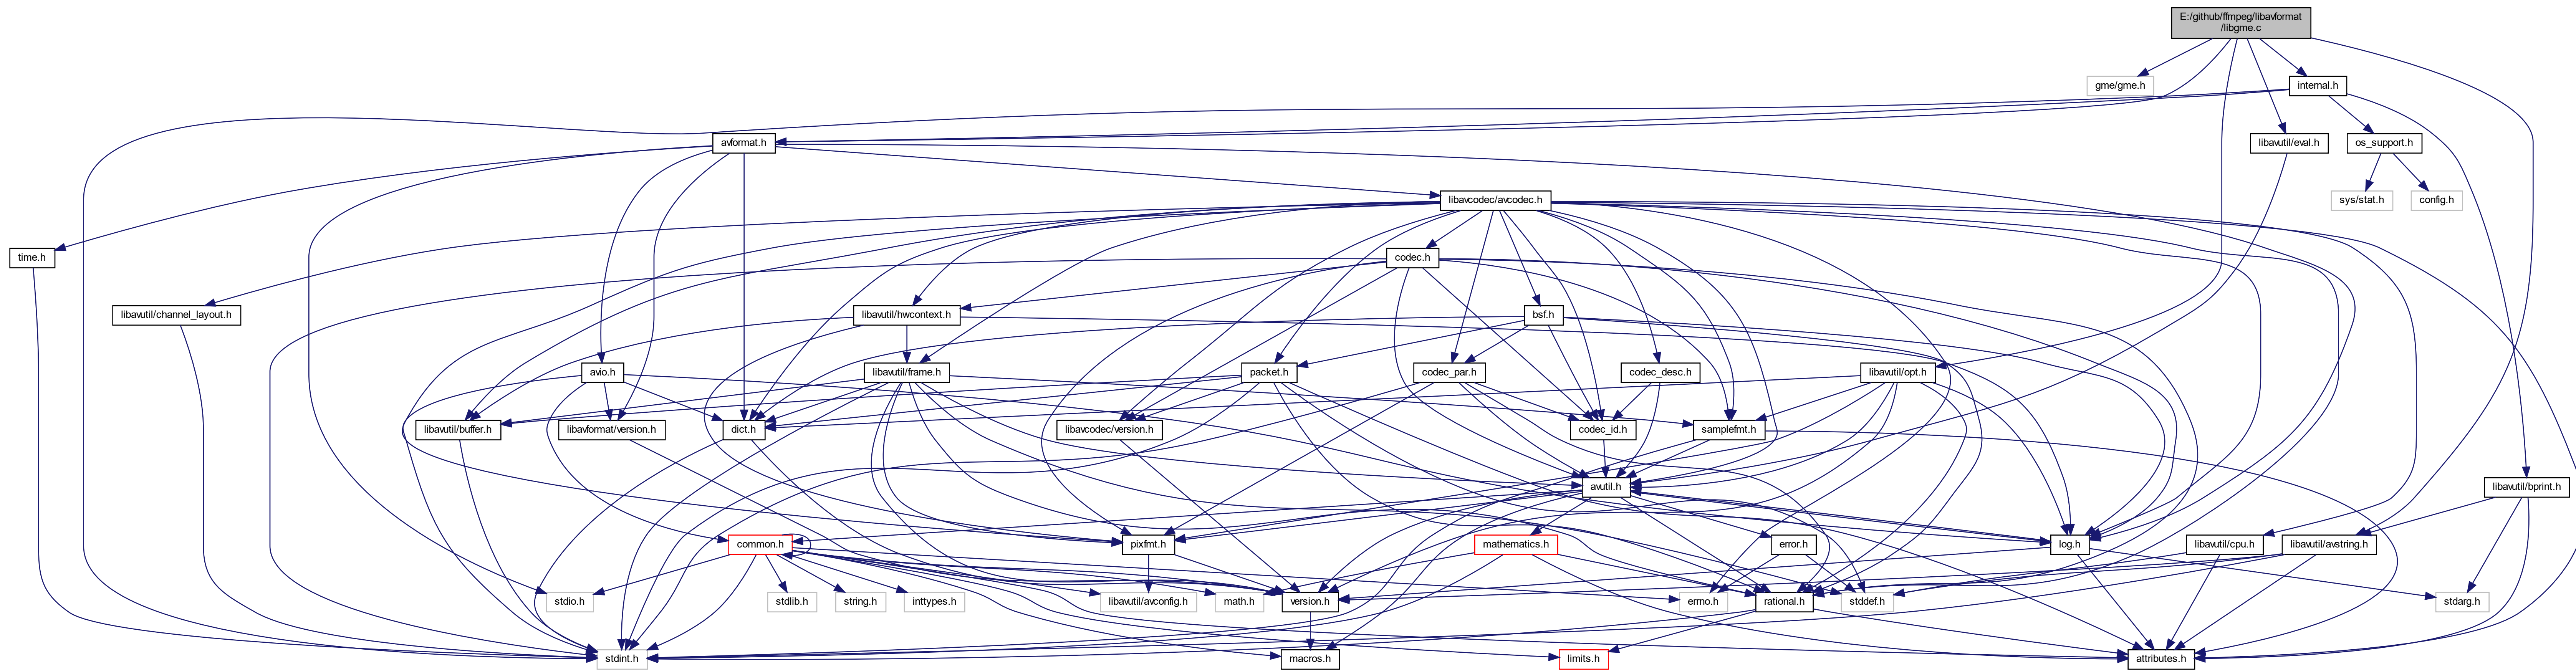 E:/github/ffmpeg/libavformat
/libgme.c
gme/gme.h
internal.h
avformat.h
libavutil/eval.h
os_support.h
libavcodec/avcodec.h
sys/stat.h
config.h
time.h
codec.h
libavutil/channel_layout.h
libavutil/hwcontext.h
bsf.h
avio.h
libavutil/frame.h
packet.h
codec_par.h
codec_desc.h
libavutil/opt.h
libavutil/buffer.h
libavformat/version.h
dict.h
libavcodec/version.h
codec_id.h
samplefmt.h
avutil.h
libavutil/bprint.h
common.h
pixfmt.h
mathematics.h
error.h
log.h
libavutil/cpu.h
libavutil/avstring.h
stdio.h
stdlib.h
string.h
inttypes.h
libavutil/avconfig.h
math.h
version.h
errno.h
rational.h
stddef.h
stdarg.h
stdint.h
macros.h
limits.h
attributes.h